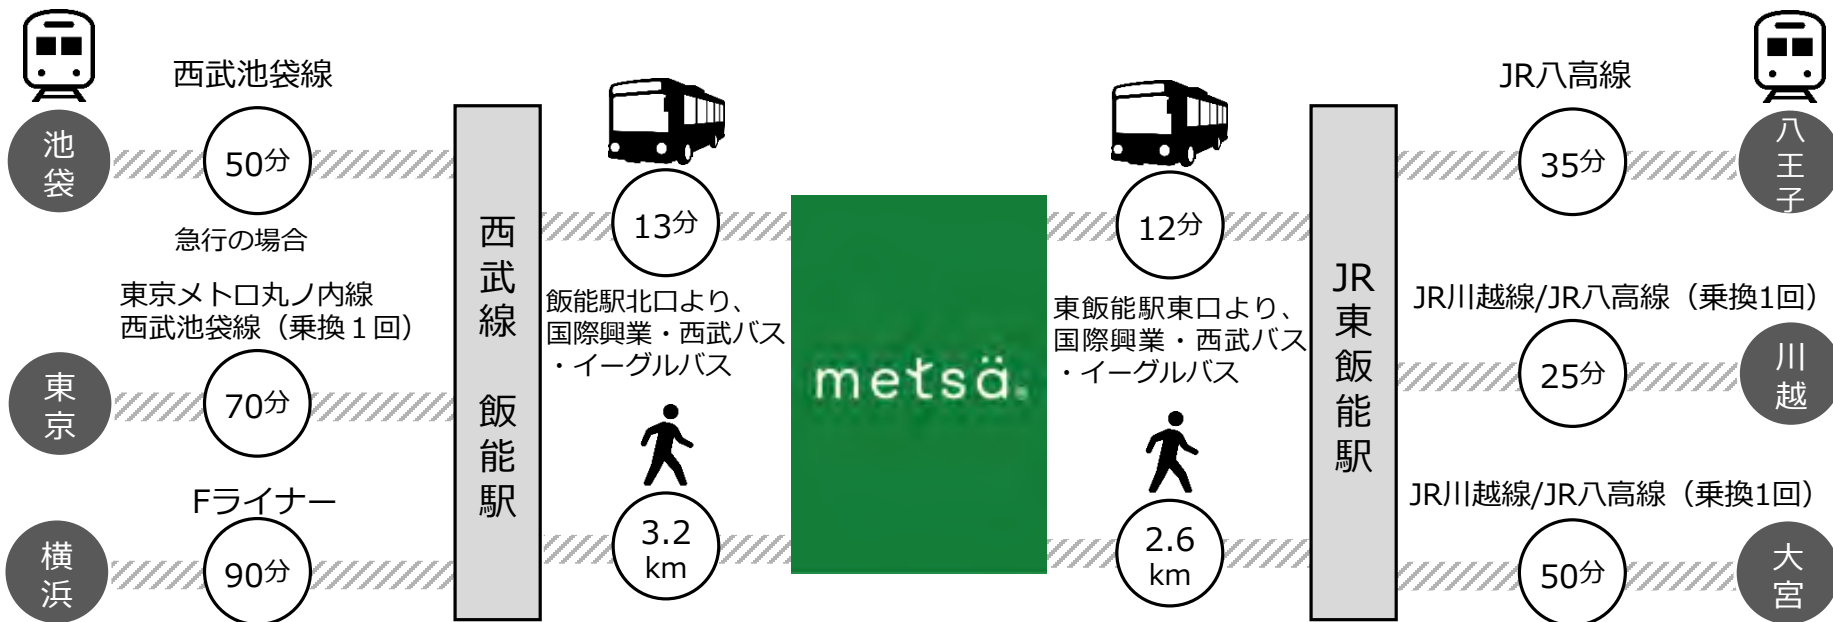 西武池袋線
池袋
50分
急行の場合
東京メトロ丸ノ内線
西武池袋線（乗換１回）
東京
70分
Fライナー
横浜
90分
西武線 飯能駅
13分
飯能駅北口より、
国際興業・西武バス
・イーグルバス
3.2
km
metsä.
12分
東飯能駅東口より、
国際興業・西武バス
・イーグルバス
2.6
km
JR東飯能駅
JR八高線
35分
八王子
JR川越線/JR八高線（乗換1回）
25分
川越
JR川越線/JR八高線（乗換1回）
50分
大宮